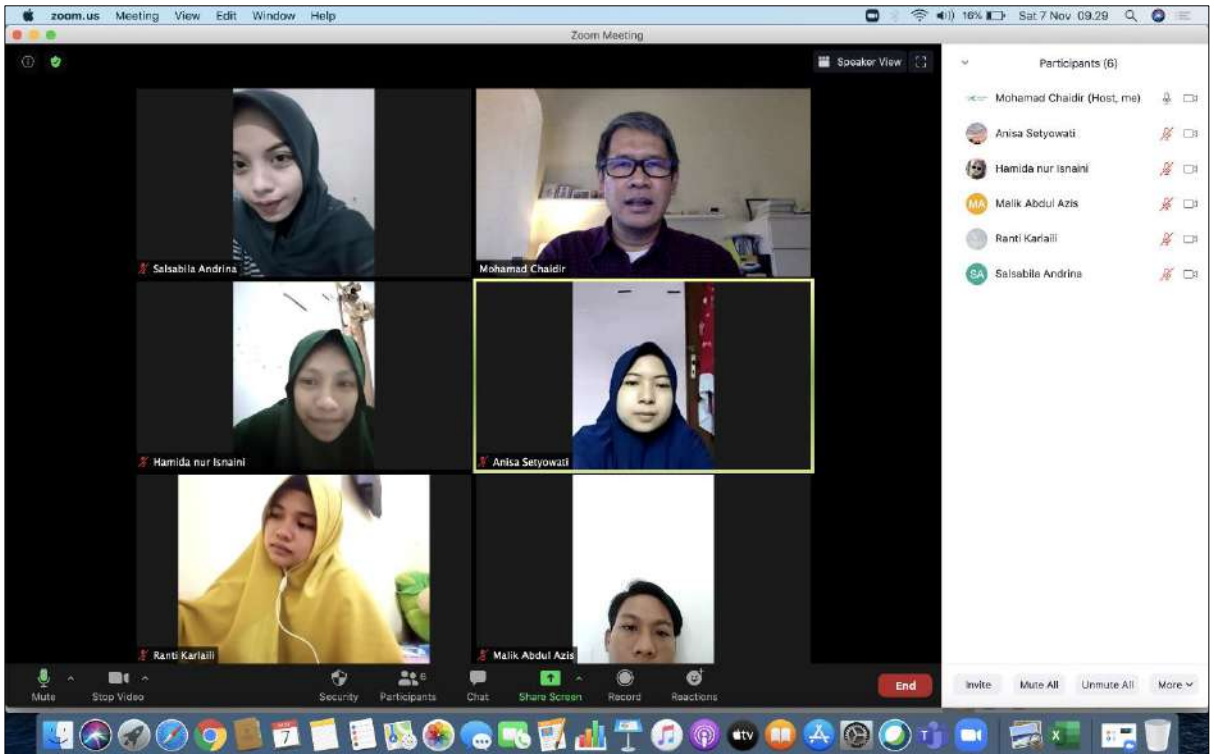 zoom.us Meeting View Edit Window Help 16% Sat 7 Nov 09.29
Zoom Meeting
Speaker View
Participants (6)
Mohamad Chaidir (Host, me)
Anisa Setyowati
Hamida nur Isnaini
MA Malik Abdul Azis
Ranti Karlaili
SA Salsabila Andrina
Salsabila Andrina
Mohamad Chaidir
Hamida nur Isnaini
Anisa Setyowati
Ranti Karlaili
Malik Abdul Azis
Mute
Stop Video
Security
Participants 6
Chat
Share Screen
Record
Reactions
End
Invite
Mute All
Unmute All
More
7
tv